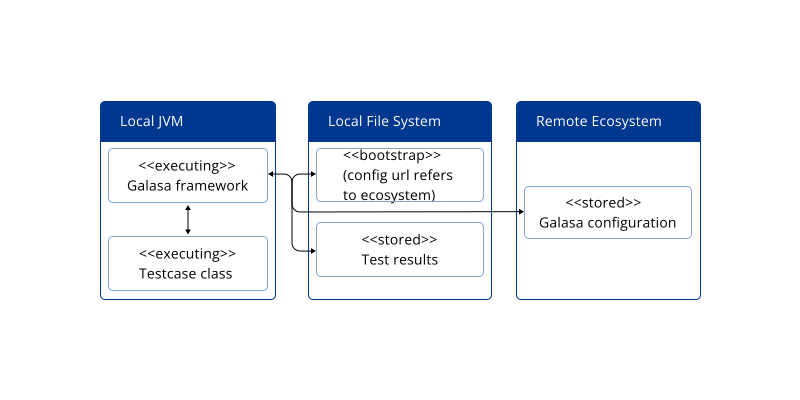 Local JVM
<<executing>>
Galasa framework
<<executing>>
Testcase class
Local File System
<<bootstrap>>
(config url refers
to ecosystem)
<<stored>>
Test results
Remote Ecosystem
<<stored>>
Galasa configuration